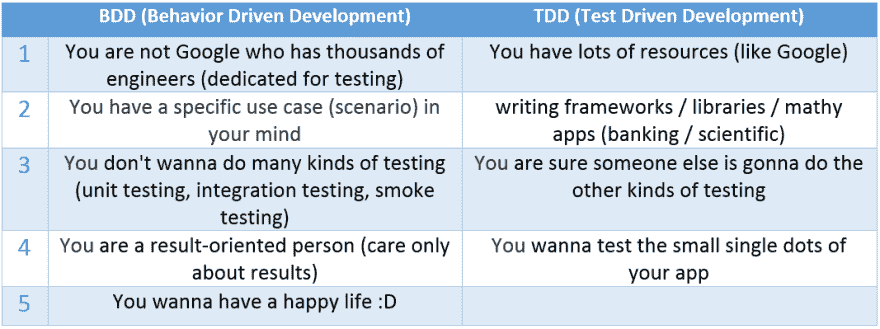 BDD (Behavior Driven Development) TDD (Test Driven Development)
1 You are not Google who has thousands of engineers (dedicated for testing) You have lots of resources (like Google)
2 You have a specific use case (scenario) in your mind writing frameworks / libraries / mathy apps (banking / scientific)
3 You don't wanna do many kinds of testing (unit testing, integration testing, smoke testing) You are sure someone else is gonna do the other kinds of testing
4 You are a result-oriented person (care only about results) You wanna test the small single dots of your app
5 You wanna have a happy life :D